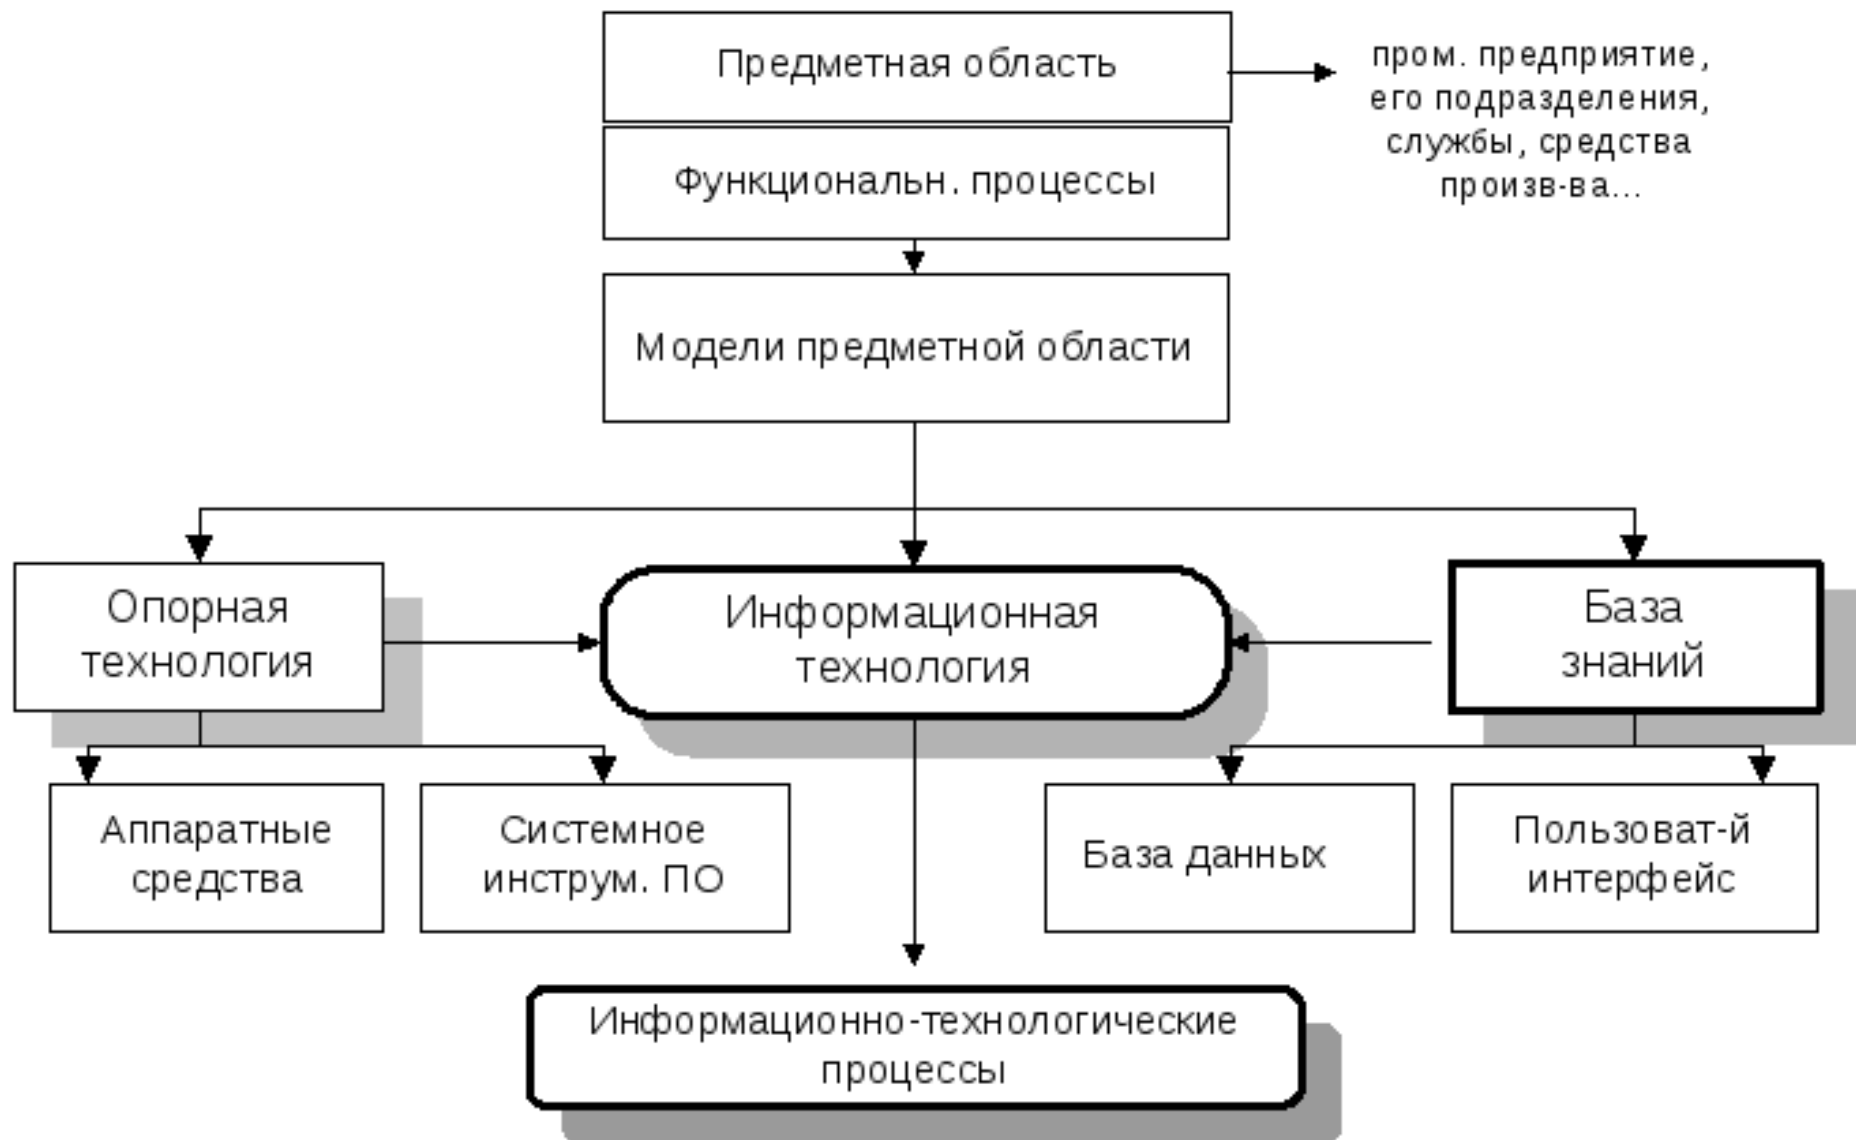 Предметная область
пром. предприятие,
его подразделения,
службы, средства
произв-ва...
Функциональн. процессы
Модели предметной области
Опорная
технология
Информационная
технология
База
знаний
Аппаратные
средства
Системное
инструм. ПО
База данных
Пользоват-й
интерфейс
Информационно-технологические
процессы